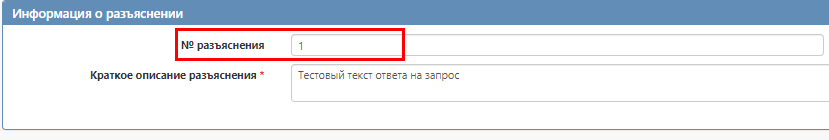 Информация о разъяснении
№ разъяснения 1
Краткое описание разъяснения * Тестовый текст ответа на запрос